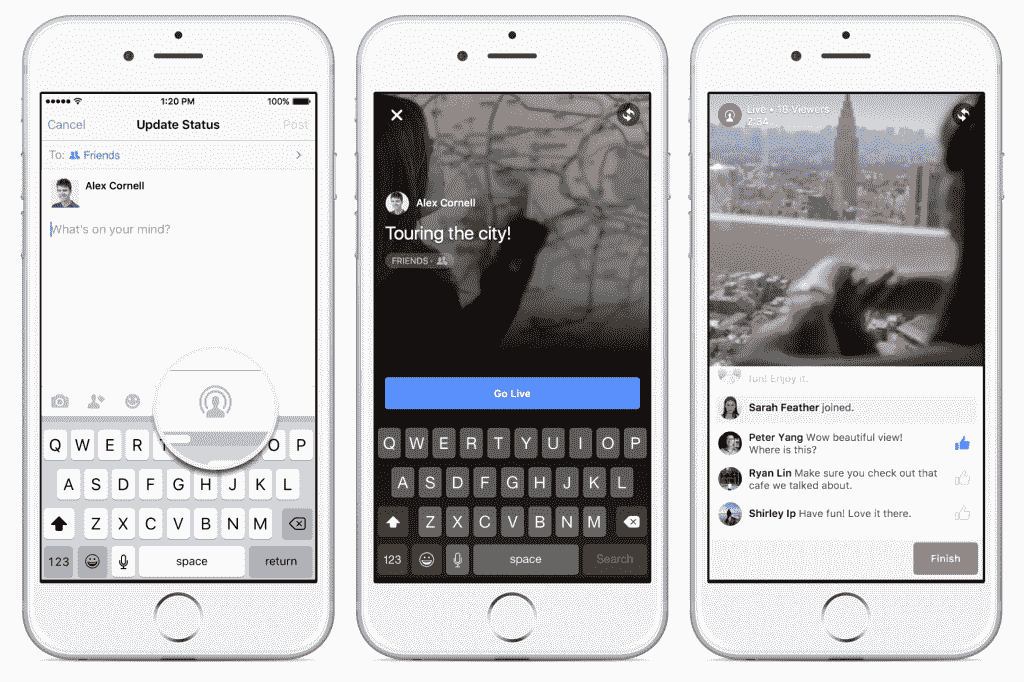 1:20 PM
100%
Cancel
Update Status
Post
To: Friends
Alex Cornell
What's on your mind?
Q W E R T O P
A S D F G H J K L
Z X C V B N M
123
space
return
Alex Cornell
Touring the city!
FRIENDS
Go Live
Q W E R T Y U I O P
A S D F G H J K L
Z X C V B N M
123
space
Search
Live • 18 Viewers
2:34
fun! Enjoy it.
Sarah Feather joined.
Peter Yang Wow beautiful view!
Where is this?
Ryan Lin Make sure you check out that
cafe we talked about.
Shirley Ip Have fun! Love it there.
Finish